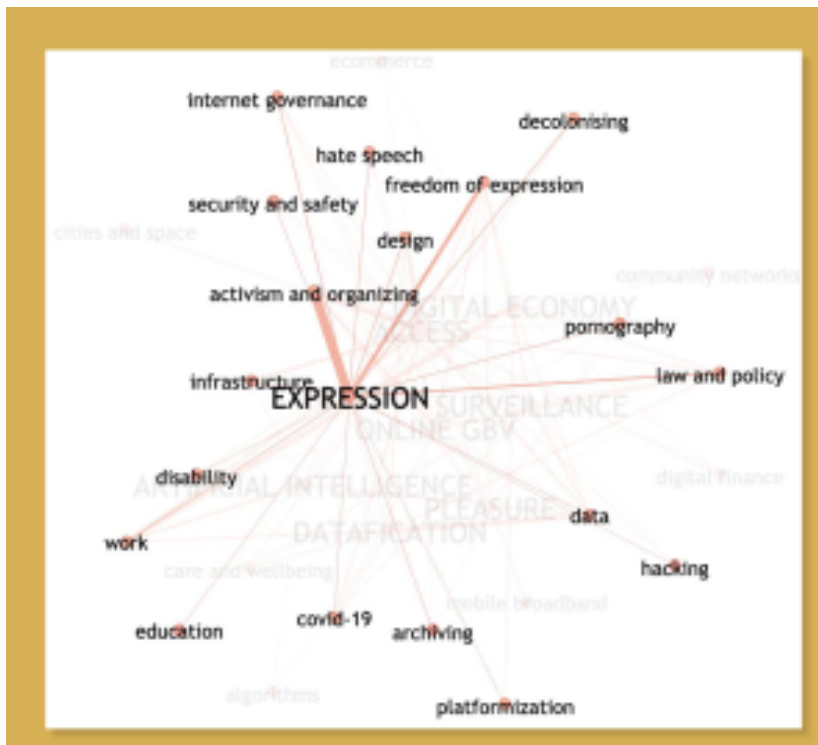 ecommerce
internet governance
decolonising
hate speech
freedom of expression
security and safety
cities and space
design
community networks
activism and organizing
DIGITAL ECONOMY
pornography
ACCESS
law and policy
infrastructure
EXPRESSION
SURVEILLANCE
ONLINE GBV
disability
digital finance
ARTIFICIAL INTELLIGENCE
PLEASURE
data
DATAFICATION
work
care and wellbeing
hacking
mobile broadband
covid-19
education
archiving
algorithms
platformization